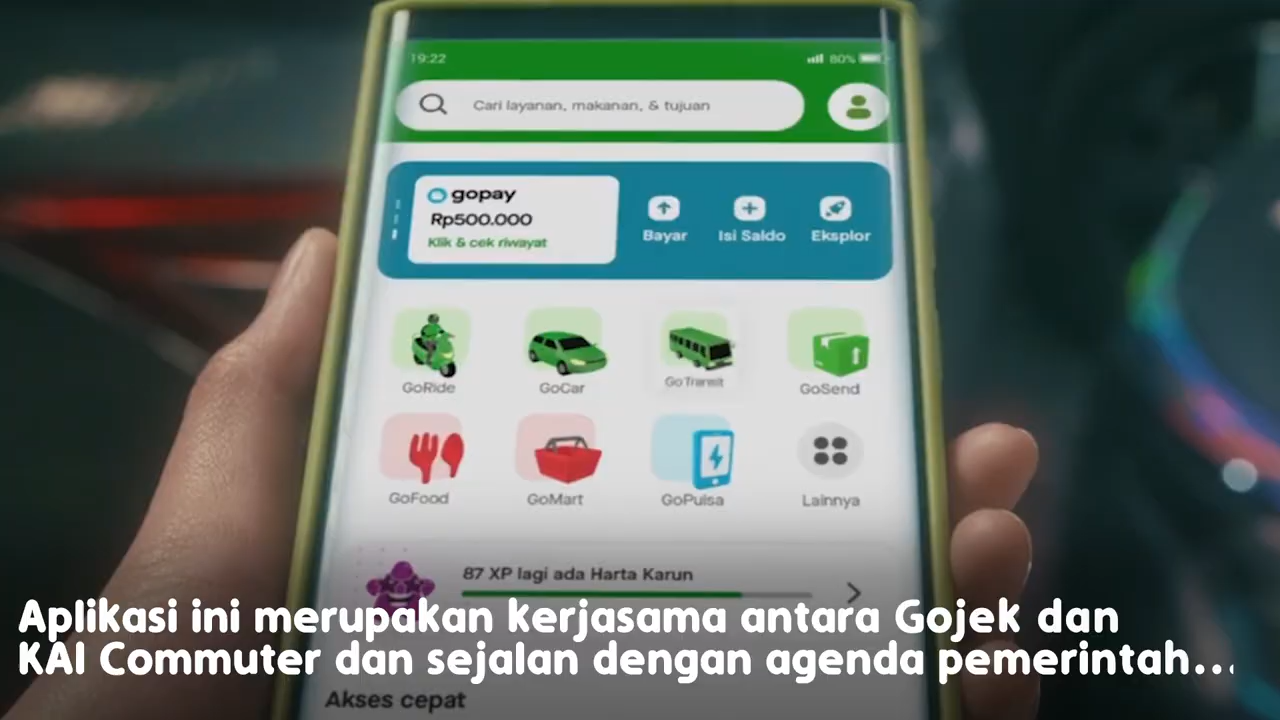 19:22
80%
Cari layanan, makanan, & tujuan
gopay
Rp500.000
Klik & cek riwayat
Bayar
Isi Saldo
Eksplor
GoRide
GoCar
GoTransit
GoSend
GoFood
GoMart
GoPulsa
Lainnya
87 XP lagi ada Harta Karun
Aplikasi ini merupakan kerjasama antara Gojek dan
KAI Commuter dan sejalan dengan agenda pemerintah...
Akses cepat